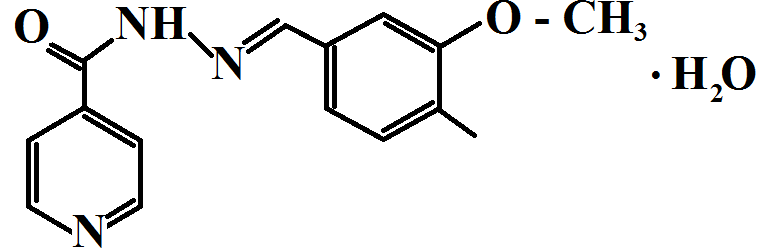 O
NH
N
O - CH₃
· H₂O
N